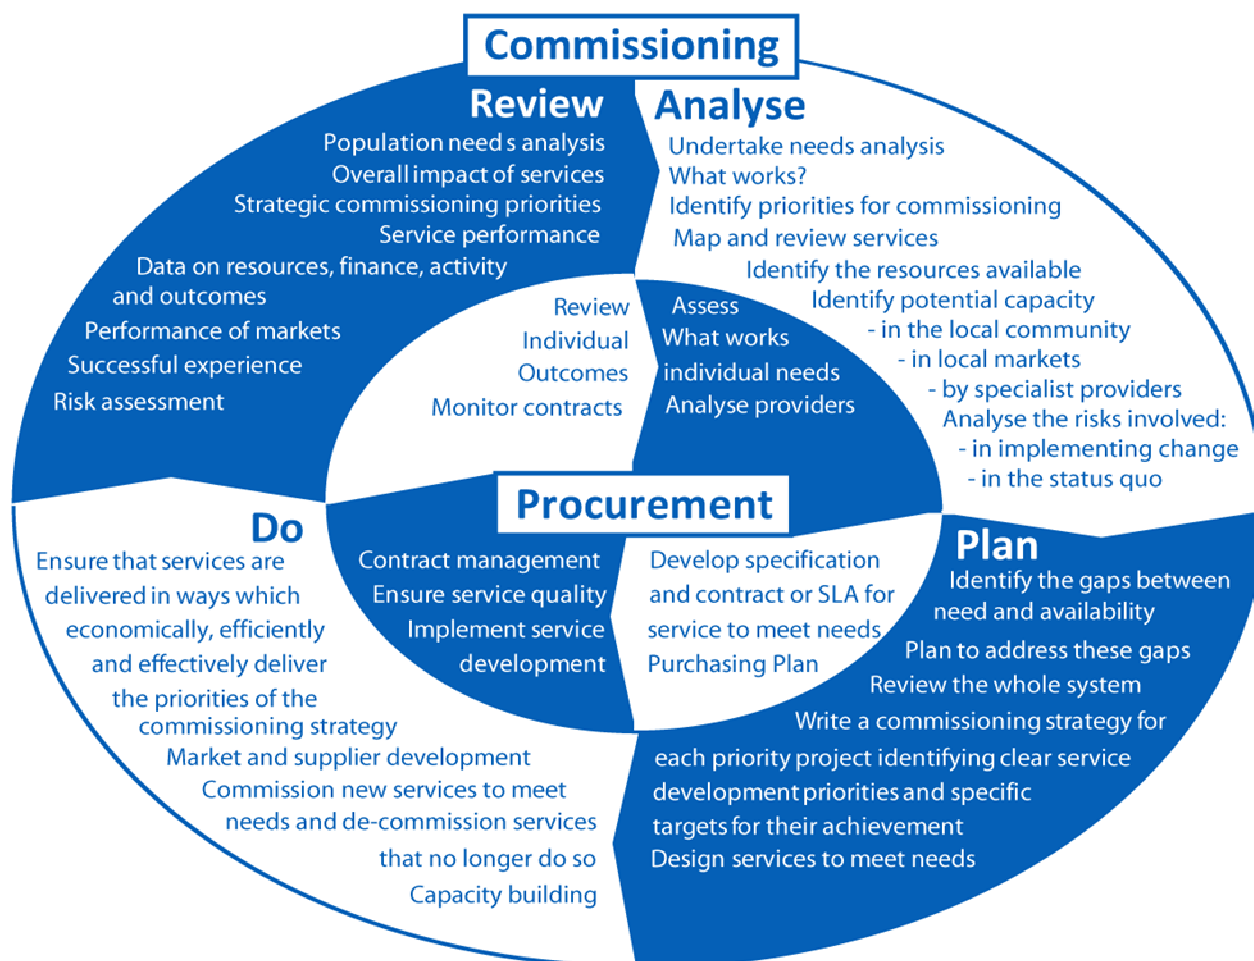 Commissioning
Review
Population need s analysis
Overall impact of services
Strategic commissioning priorities
Service performance
Data on resources, finance, activity
and outcomes
Performance of markets
Successful experience
Risk assessment
Analyse
Undertake needs analysis
What works?
Identify priorities for commissioning
Map and review services
Identify the resources available
Identify potential capacity
- in the local community
- in local markets
- by specialist providers
Analyse the risks involved:
- in implementing change
- in the status quo
Review
Individual
Outcomes
Monitor contracts
Assess
What works
individual needs
Analyse providers
Procurement
Contract management
Ensure service quality
Implement service
development
Develop specification
and contract or SLA for
service to meet needs
Purchasing Plan
Do
Ensure that services are
delivered in ways which
economically, efficiently
and effectively deliver
the priorities of the
commissioning strategy
Market and supplier development
Commission new services to meet
needs and de-commission services
that no longer do so
Capacity building
Plan
Identify the gaps between
need and availability
Plan to address these gaps
Review the whole system
Write a commissioning strategy for
each priority project identifying clear service
development priorities and specific
targets for their achievement
Design services to meet needs